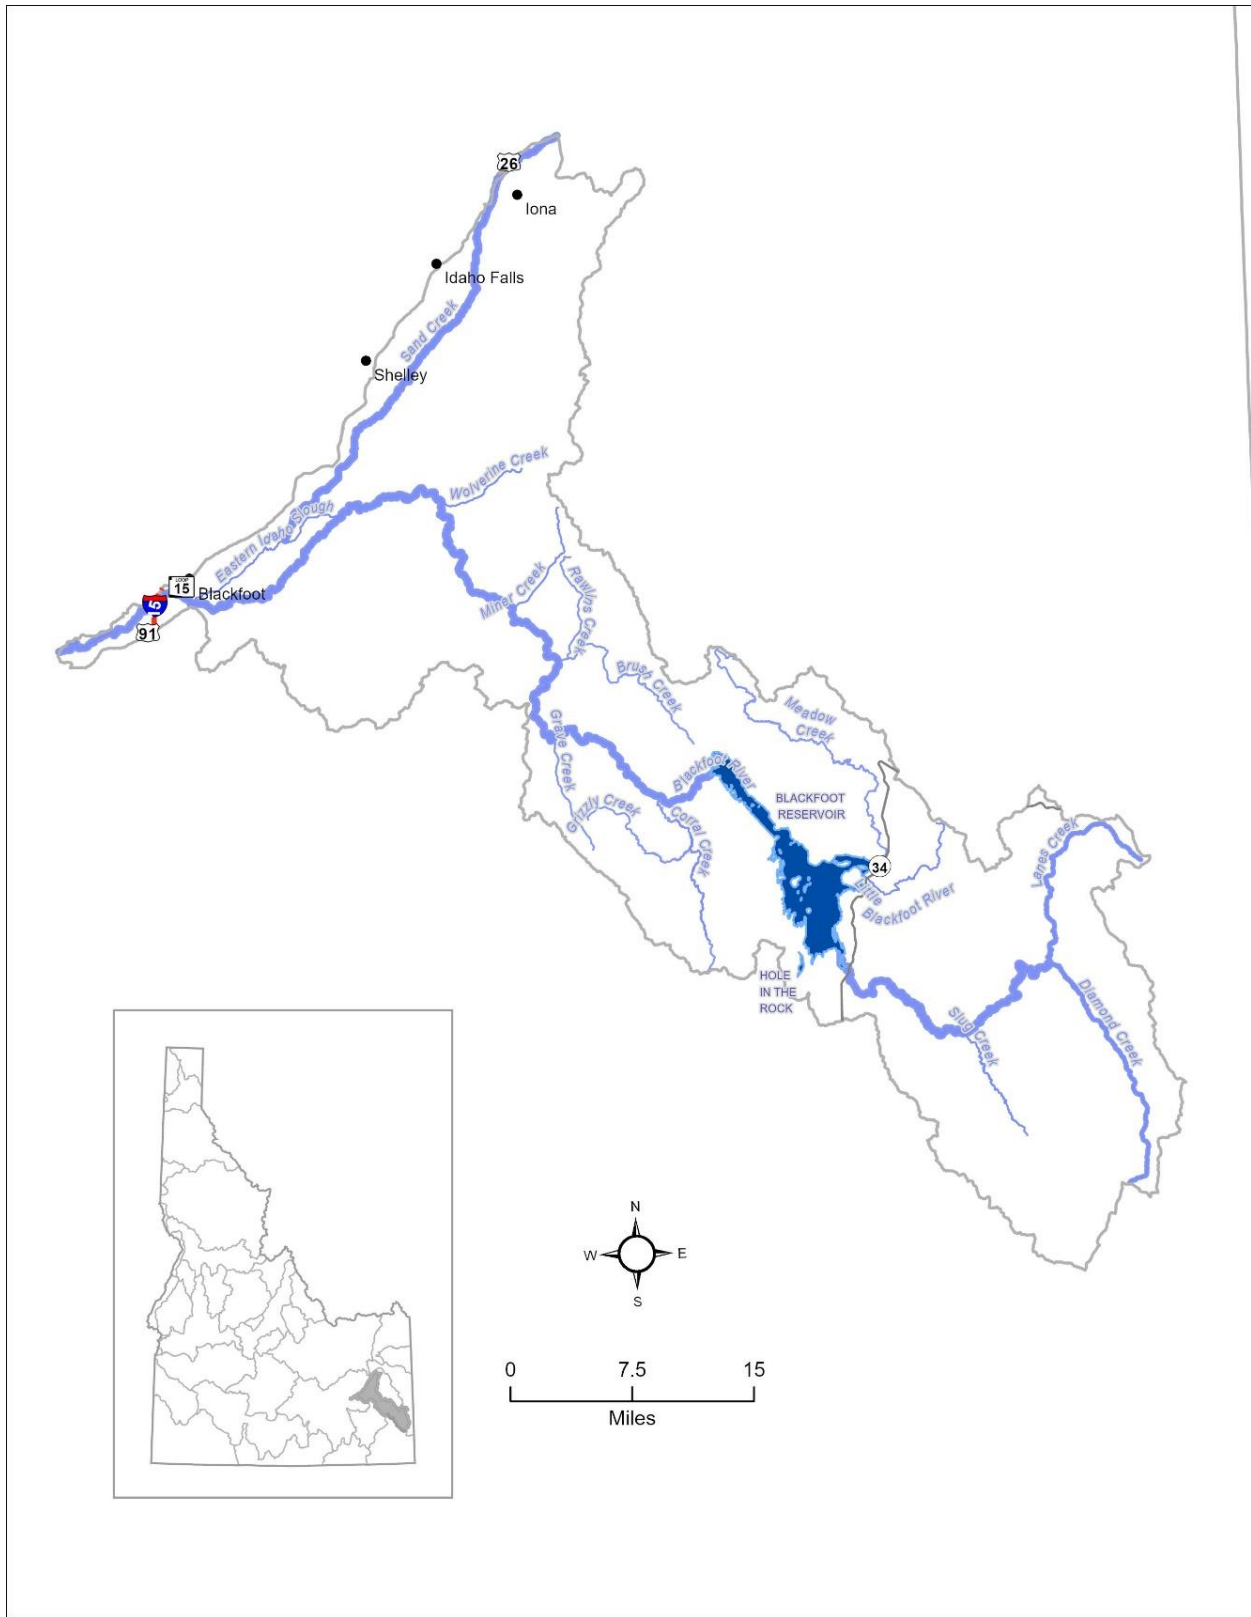 26
Iona
Idaho Falls
Sand Creek
Shelley
Wolverine Creek
Eastern Idaho Slough
LOOP
15
Blackfoot
15
91
Miner Creek
Rawlins Creek
Brush Creek
Meadow
Creek
Grave Creek
Blackfoot River
BLACKFOOT
RESERVOIR
Grizzly Creek
Corral Creek
Lanes Creek
34
Little
Blackfoot River
HOLE
IN THE
ROCK
Slug Creek
Diamond Creek
N
W
E
S
0
7.5
15
Miles